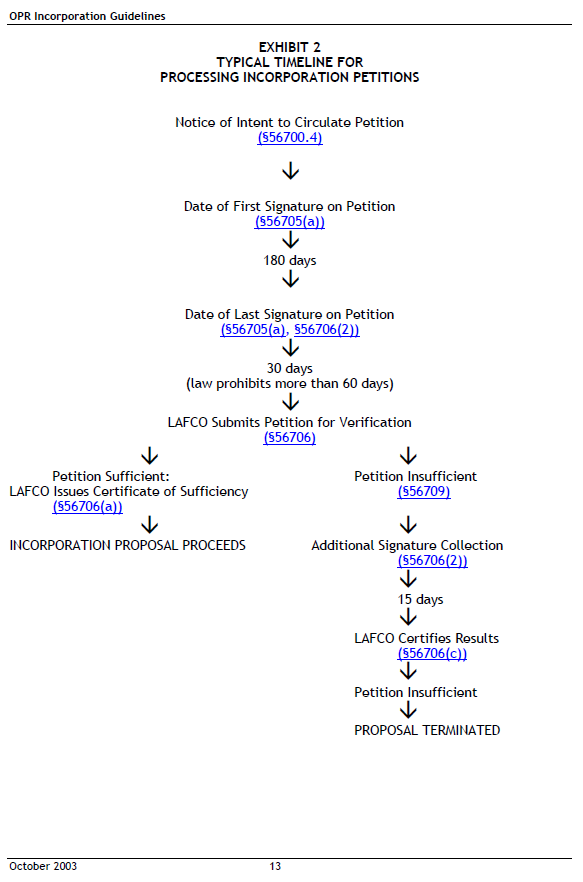 OPR Incorporation Guidelines
EXHIBIT 2
TYPICAL TIMELINE FOR
PROCESSING INCORPORATION PETITIONS
Notice of Intent to Circulate Petition
(§56700.4)
Date of First Signature on Petition
(§56705(a))
180 days
Date of Last Signature on Petition
(§56705(a), §56706(2))
30 days
(law prohibits more than 60 days)
LAFCO Submits Petition for Verification
(§56706)
Petition Sufficient:
LAFCO Issues Certificate of Sufficiency
(§56706(a))
INCORPORATION PROPOSAL PROCEEDS
Petition Insufficient
(§56709)
Additional Signature Collection
(§56706(2))
15 days
LAFCO Certifies Results
(§56706(c))
Petition Insufficient
PROPOSAL TERMINATED
October 2003
13